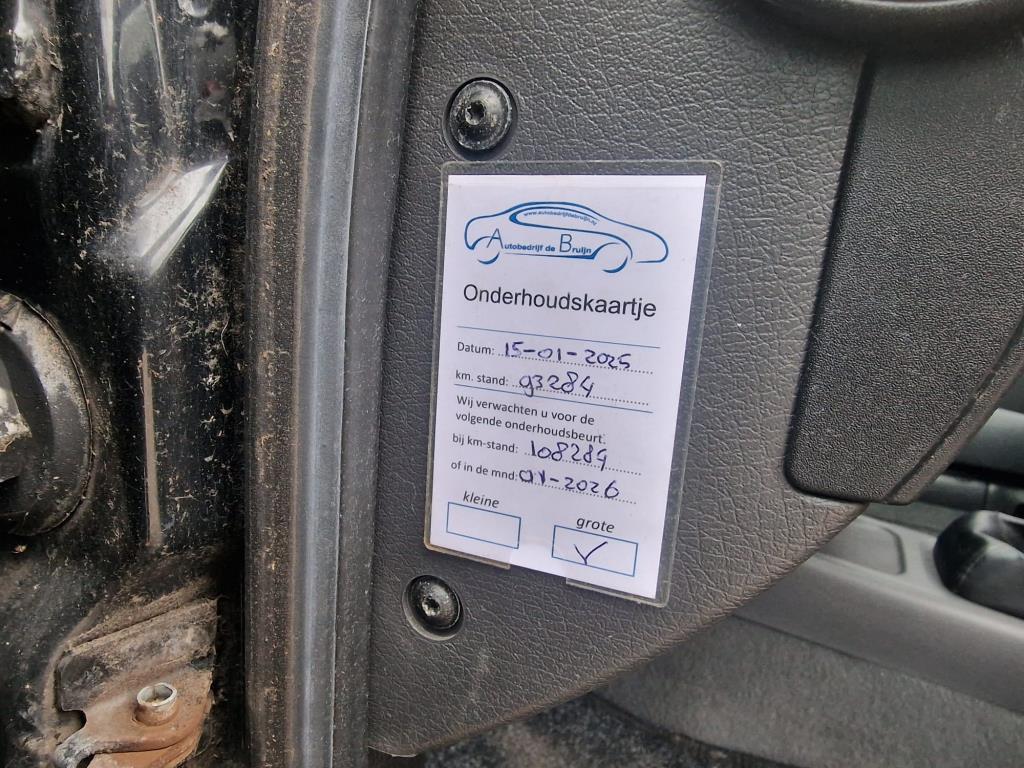 www.autobedrijfdebruijn.nl
Autobedrijf de Bruijn
Onderhoudskaartje
Datum: 15-01-2025
km. stand: 93284
Wij verwachten u voor de
volgende onderhoudsbeurt.
bij km-stand: 108284
of in de mnd: 01-2026
kleine grote